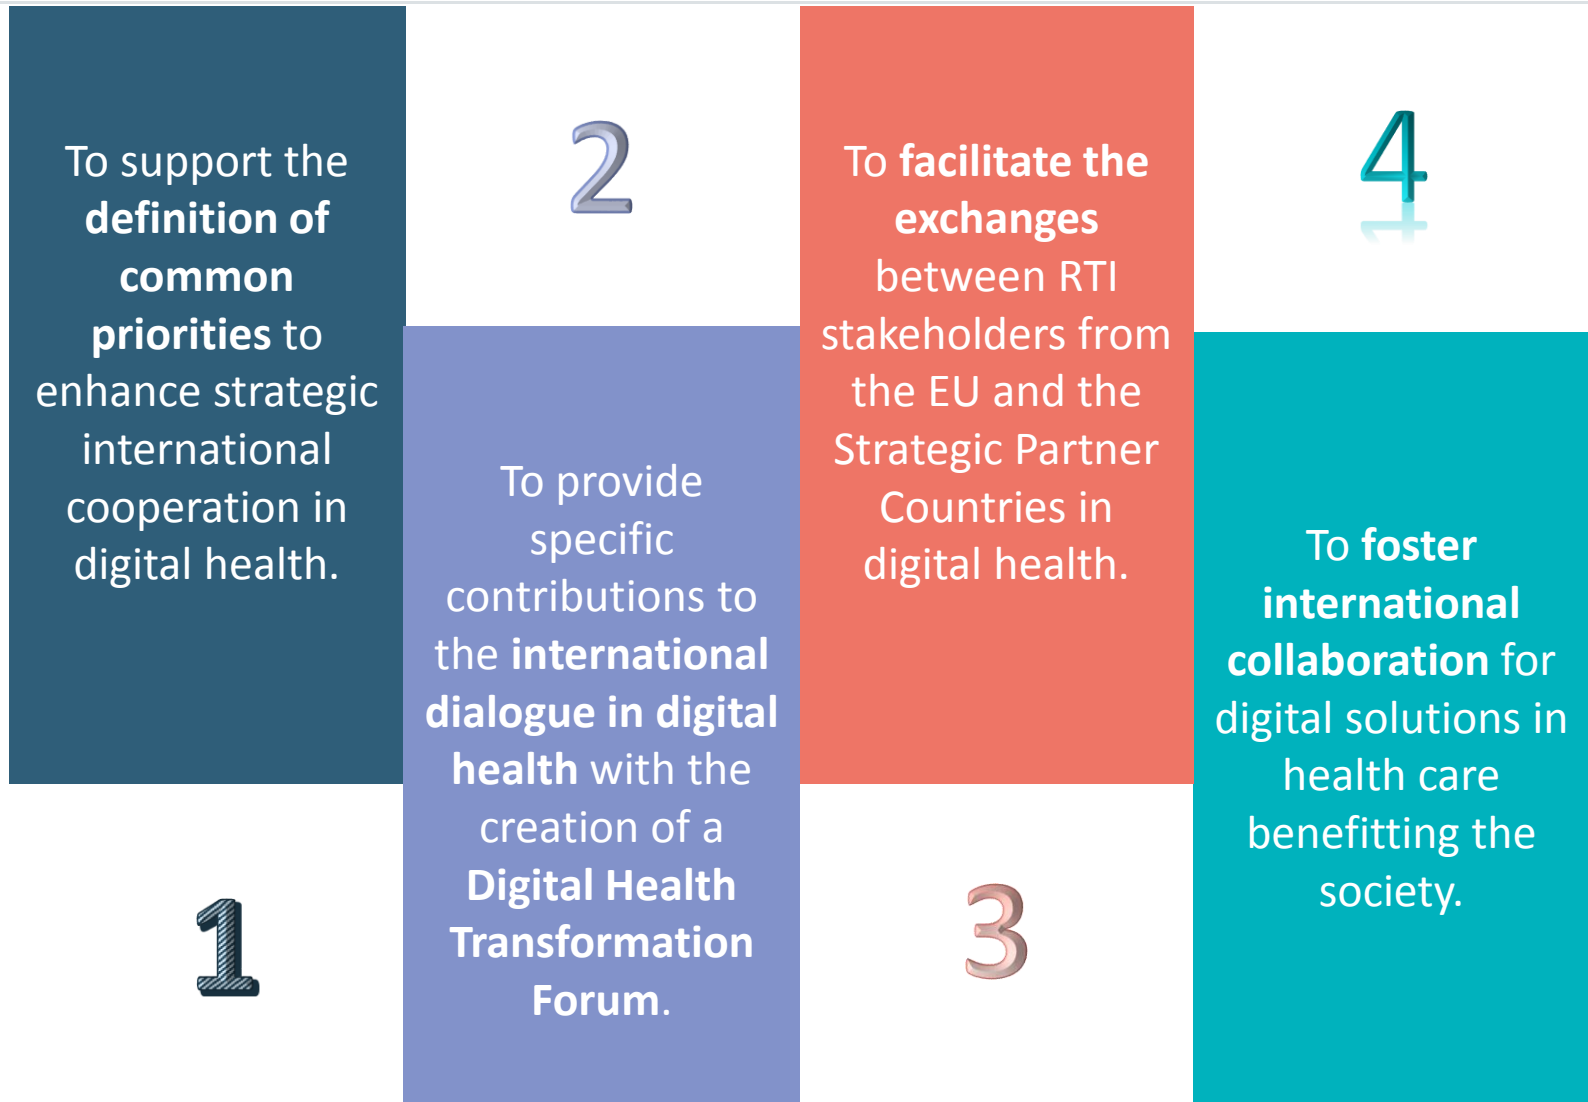 To support the
definition of
common
priorities to
enhance strategic
international
cooperation in
digital health.
1
2
To provide
specific
contributions to
the international
dialogue in digital
health with the
creation of a
Digital Health
Transformation
Forum.
To facilitate the
exchanges
between RTI
stakeholders from
the EU and the
Strategic Partner
Countries in
digital health.
3
4
To foster
international
collaboration for
digital solutions in
health care
benefitting the
society.